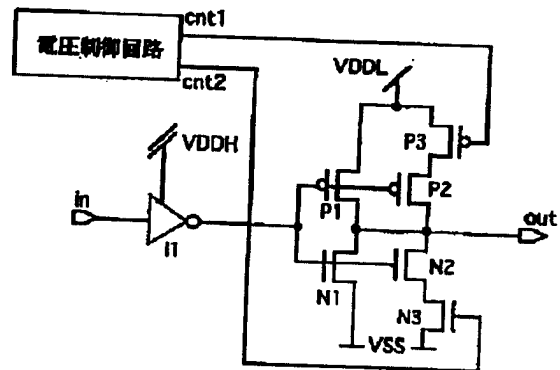 cnt1
電圧制御回路
cnt2
VDDL
VDDH
P3
in
P1
P2
out
I1
N1
N2
N3
VSS